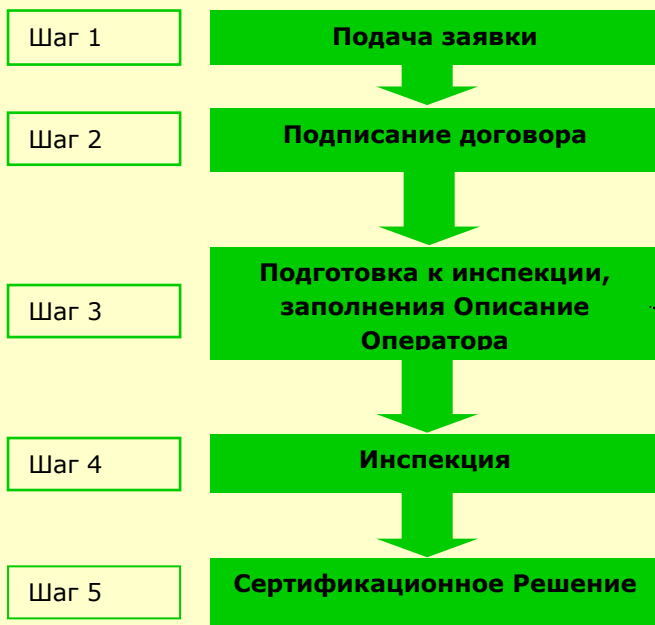 Шаг 1
Подача заявки
Шаг 2
Подписание договора
Шаг 3
Подготовка к инспекции,
заполнения Описание
Оператора
Шаг 4
Инспекция
Шаг 5
Сертификационное Решение